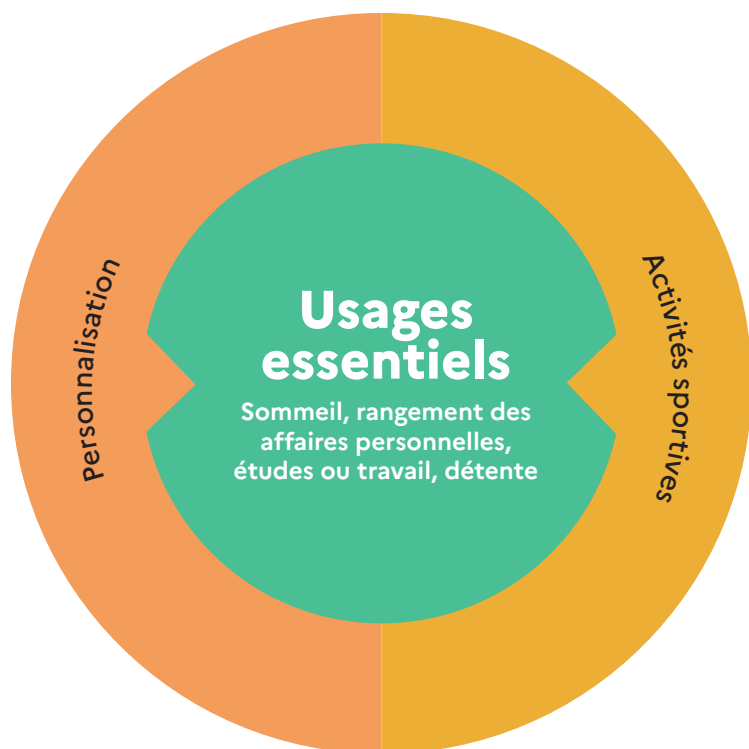 Personnalisation
Usages
essentiels
Sommeil, rangement des
affaires personnelles,
études ou travail, détente
Activités sportives